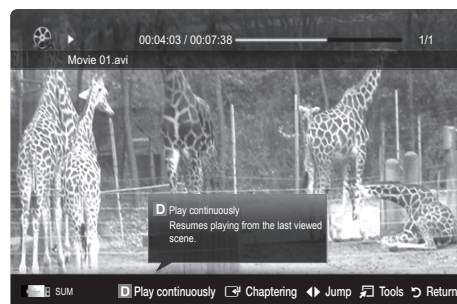 00:04:03 / 00:07:38 1/1
Movie 01.avi
D Play continuously
Resumes playing from the last viewed
scene.
SUM D Play continuously Chaptering Jump Tools Return